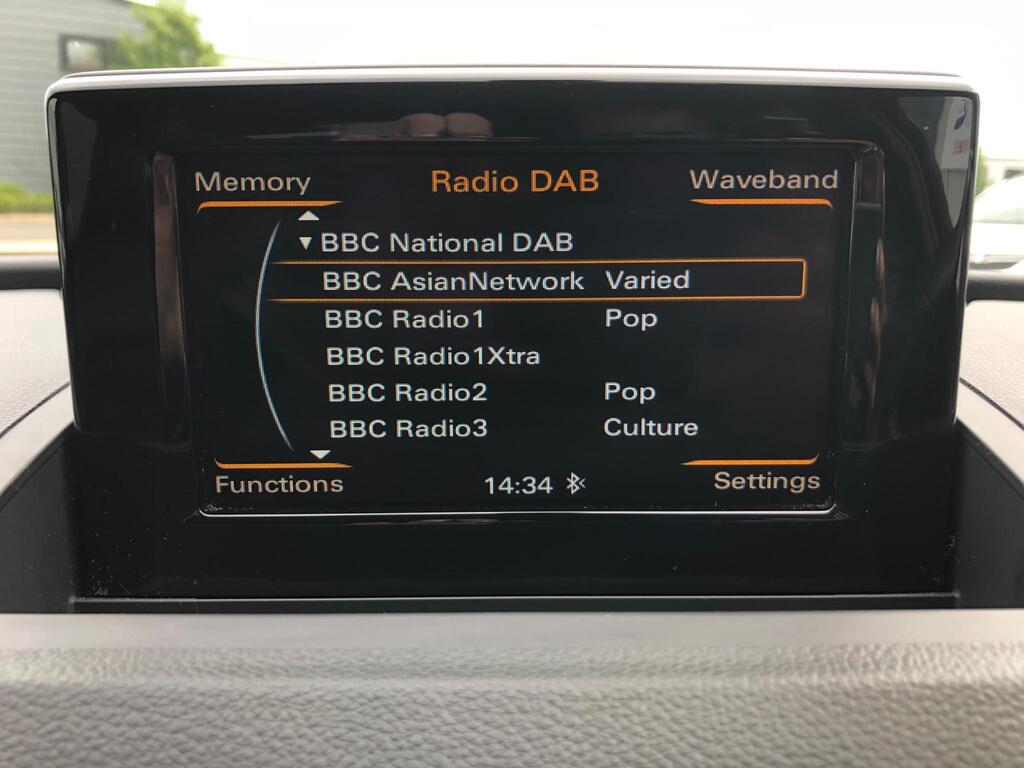 Memory Radio DAB Waveband
BBC National DAB
BBC AsianNetwork Varied
BBC Radio1 Pop
BBC Radio1Xtra
BBC Radio2 Pop
BBC Radio3 Culture
Functions 14:34 Settings